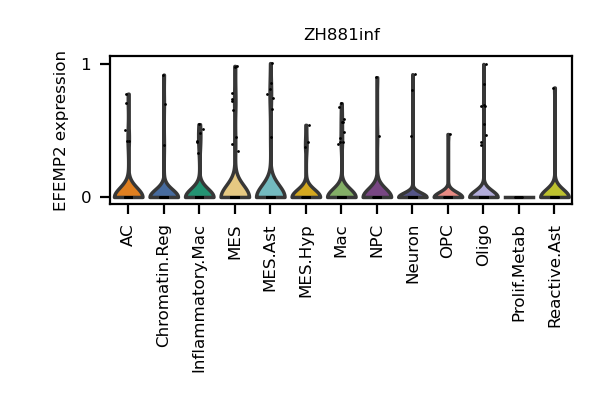 ZH881inf
EFEMP2 expression
1
0
AC
Chromatin.Reg
Inflammatory.Mac
MES
MES.Ast
MES.Hyp
Mac
NPC
Neuron
OPC
Oligo
Prolif.Metab
Reactive.Ast